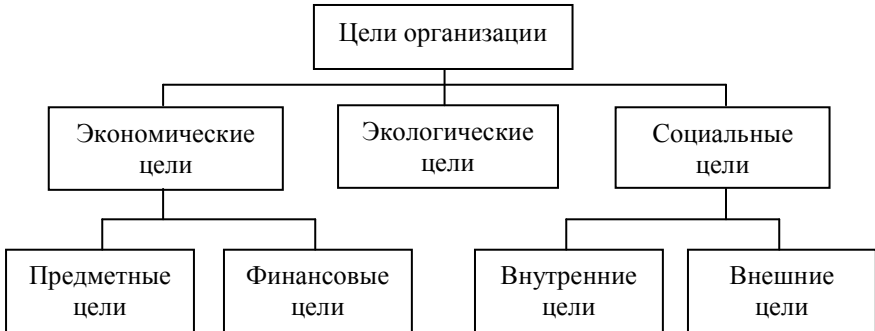 Цели организации
Экономические
цели
Экологические
цели
Социальные
цели
Предметные
цели
Финансовые
цели
Внутренние
цели
Внешние
цели